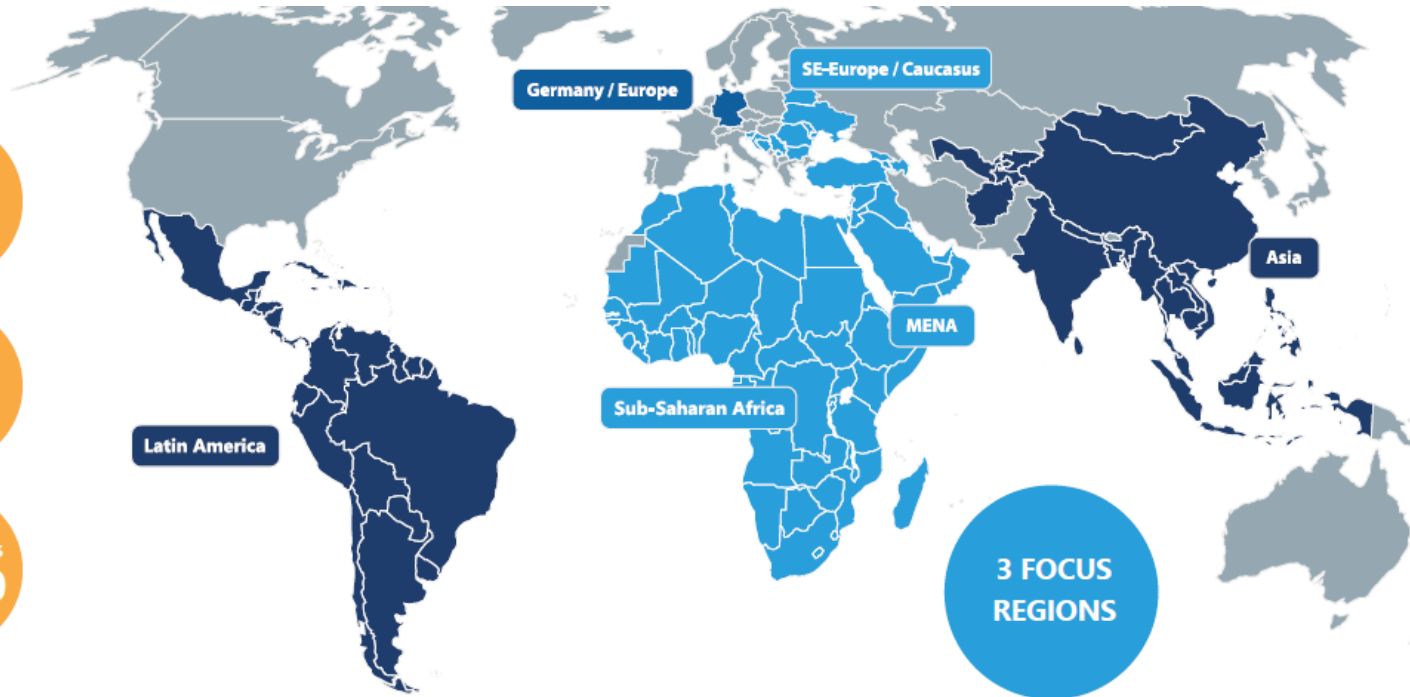 SE-Europe / Caucasus
Germany / Europe
Asia
MENA
Sub-Saharan Africa
Latin America
3 FOCUS
REGIONS